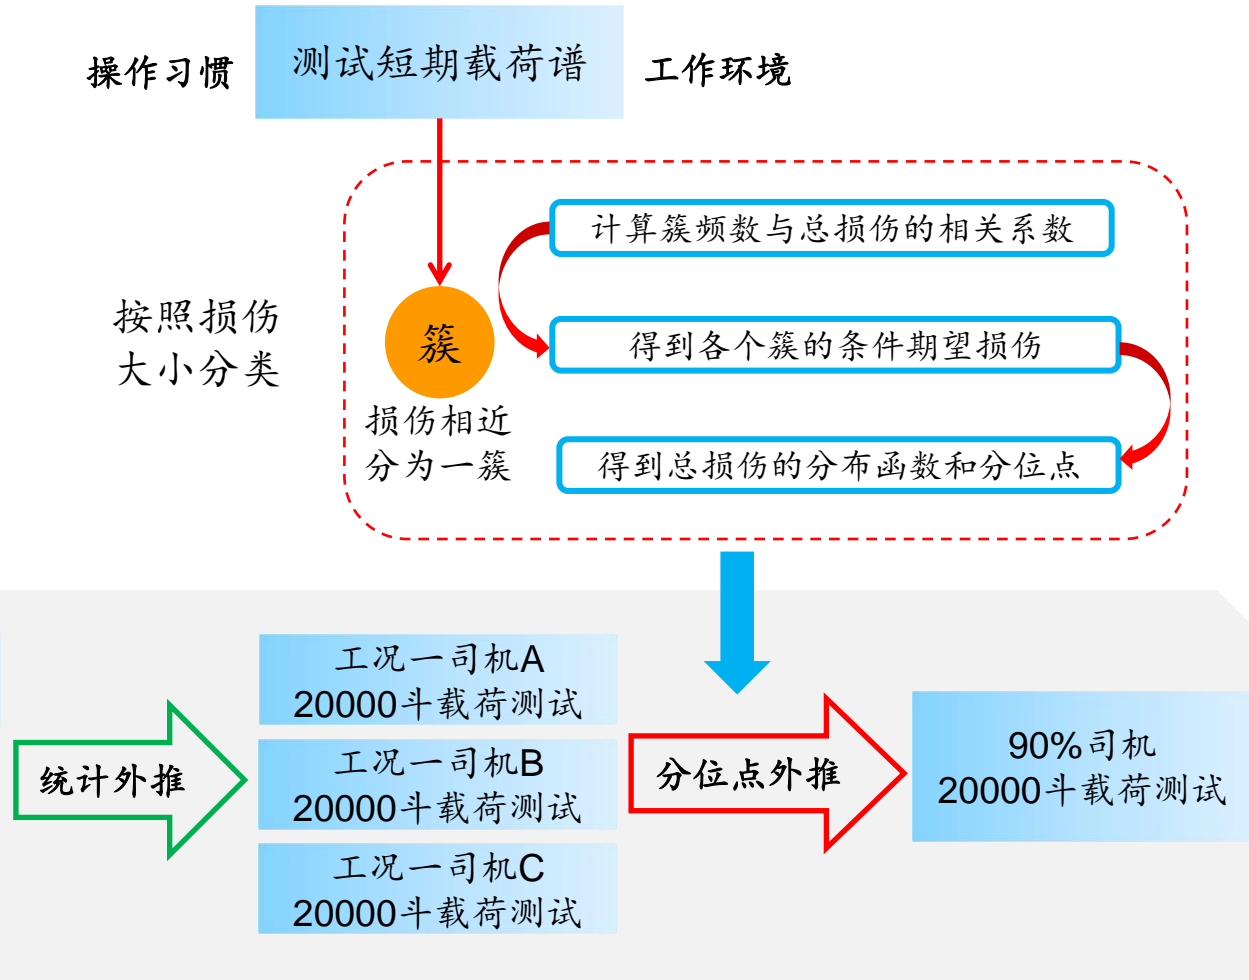 操作习惯
测试短期载荷谱
工作环境
计算簇频数与总损伤的相关系数
按照损伤
大小分类
簇
得到各个簇的条件期望损伤
损伤相近
分为一簇
得到总损伤的分布函数和分位点
统计外推
工况一司机A
20000斗载荷测试
工况一司机B
20000斗载荷测试
工况一司机C
20000斗载荷测试
分位点外推
90%司机
20000斗载荷测试